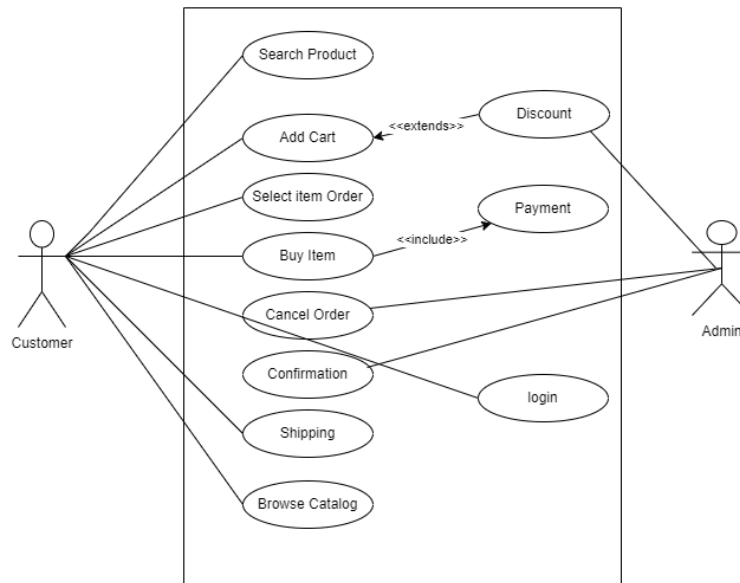 Search Product
Discount
<<extends>>
Add Cart
Select item Order
Payment
<<include>>
Buy Item
Cancel Order
Customer
Admin
Confirmation
login
Shipping
Browse Catalog